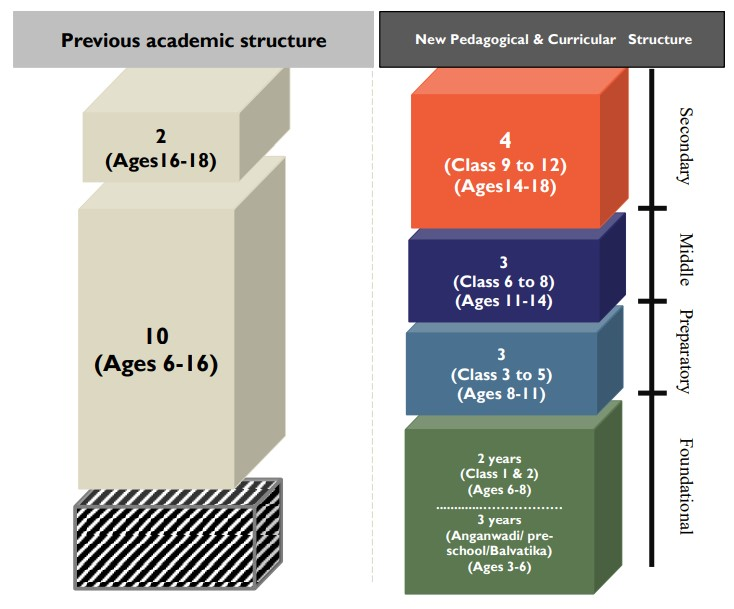 Previous academic structure
New Pedagogical & Curricular Structure
2
(Ages16-18)
10
(Ages 6-16)
4
(Class 9 to 12)
(Ages14-18)
3
(Class 6 to 8)
(Ages 11-14)
3
(Class 3 to 5)
(Ages 8-11)
2 years
(Class 1 & 2)
(Ages 6-8)
................................
3 years
(Anganwadi/ pre-
school/Balvatika)
(Ages 3-6)
Secondary
Middle
Preparatory
Foundational